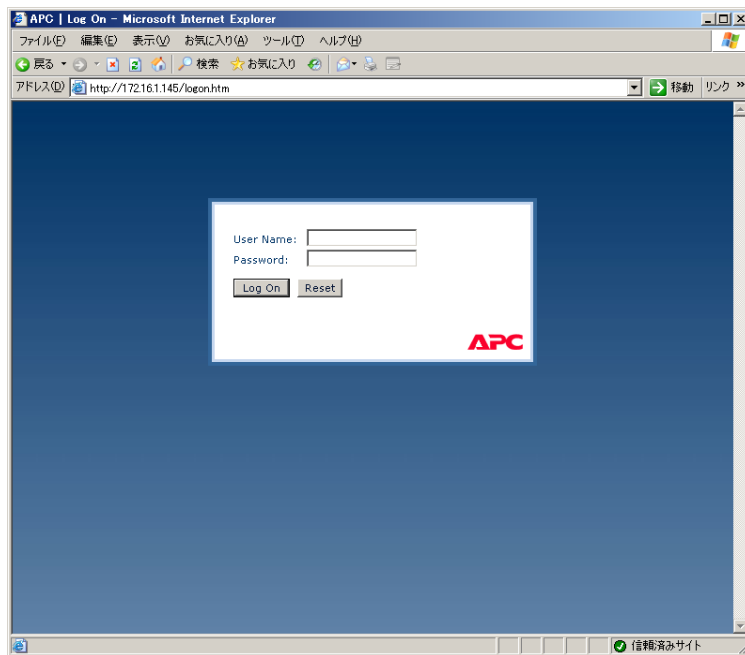 APC | Log On - Microsoft Internet Explorer
ファイル(F) 編集(E) 表示(V) お気に入り(A) ツール(T) ヘルプ(H)
戻る 検索 お気に入り
アドレス(D) http://172.16.1.145/logon.htm 移動 リンク »
User Name:
Password:
Log On Reset
APC
信頼済みサイト